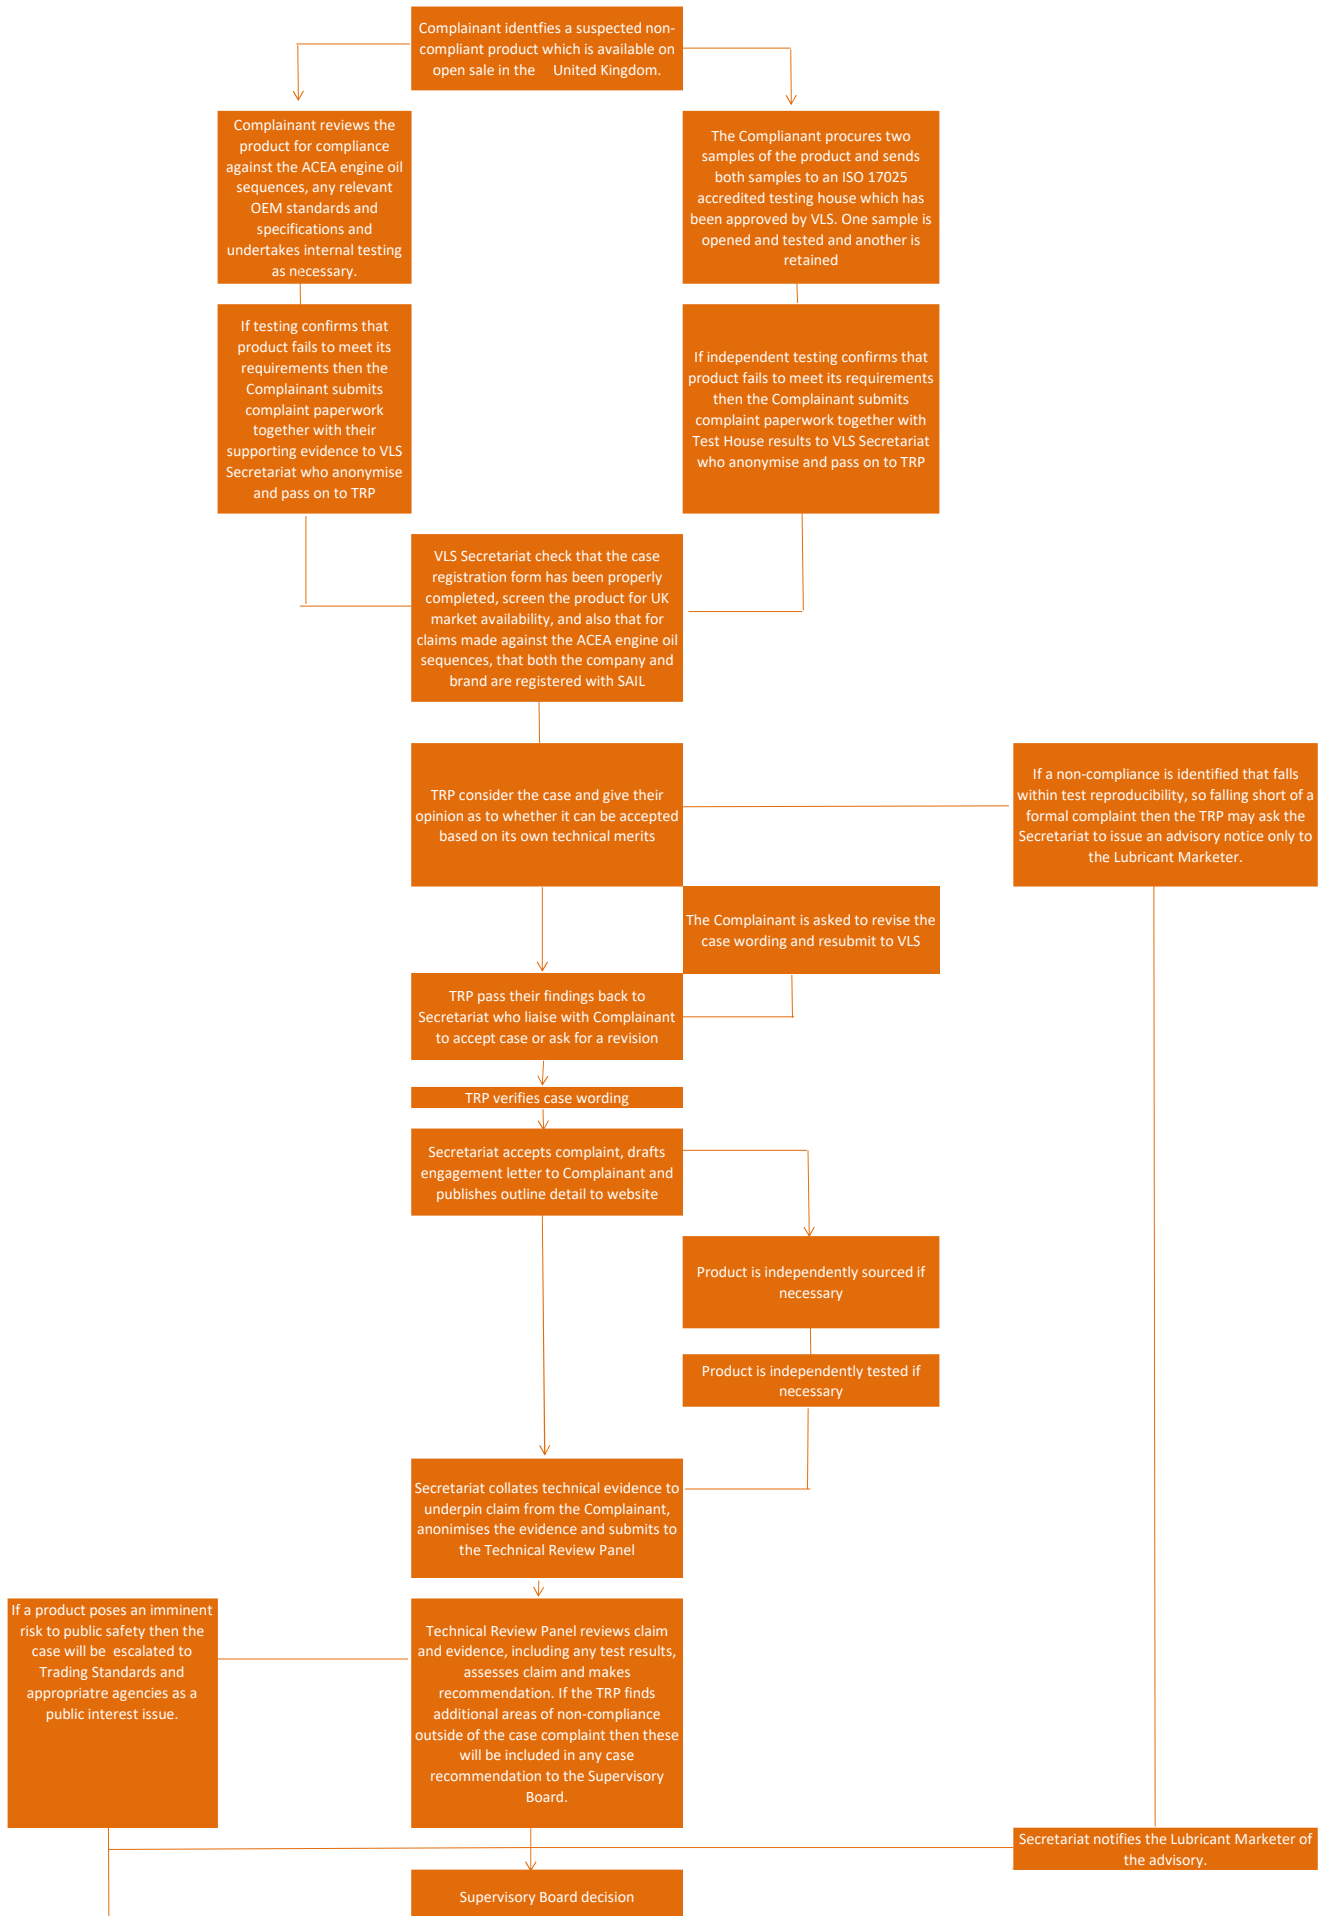 Complainant identfies a suspected non-
compliant product which is available on
open sale in the United Kingdom.
Complainant reviews the
product for compliance
against the ACEA engine oil
sequences, any relevant
OEM standards and
specifications and
undertakes internal testing
as necessary.
The Complianant procures two
samples of the product and sends
both samples to an ISO 17025
accredited testing house which has
been approved by VLS. One sample is
opened and tested and another is
retained
If testing confirms that
product fails to meet its
requirements then the
Complainant submits
complaint paperwork
together with their
supporting evidence to VLS
Secretariat who anonymise
and pass on to TRP
If independent testing confirms that
product fails to meet its requirements
then the Complainant submits
complaint paperwork together with
Test House results to VLS Secretariat
who anonymise and pass on to TRP
VLS Secretariat check that the case
registration form has been properly
completed, screen the product for UK
market availability, and also that for
claims made against the ACEA engine oil
sequences, that both the company and
brand are registered with SAIL
TRP consider the case and give their
opinion as to whether it can be accepted
based on its own technical merits
If a non-compliance is identified that falls
within test reproducibility, so falling short of a
formal complaint then the TRP may ask the
Secretariat to issue an advisory notice only to
the Lubricant Marketer.
The Complainant is asked to revise the
case wording and resubmit to VLS
TRP pass their findings back to
Secretariat who liaise with Complainant
to accept case or ask for a revision
TRP verifies case wording
Secretariat accepts complaint, drafts
engagement letter to Complainant and
publishes outline detail to website
Product is independently sourced if
necessary
Product is independently tested if
necessary
Secretariat collates technical evidence to
underpin claim from the Complainant,
anonimises the evidence and submits to
the Technical Review Panel
If a product poses an imminent
risk to public safety then the
case will be escalated to
Trading Standards and
appropriatre agencies as a
public interest issue.
Technical Review Panel reviews claim
and evidence, including any test results,
assesses claim and makes
recommendation. If the TRP finds
additional areas of non-compliance
outside of the case complaint then these
will be included in any case
recommendation to the Supervisory
Board.
Secretariat notifies the Lubricant Marketer of
the advisory.
Supervisory Board decision